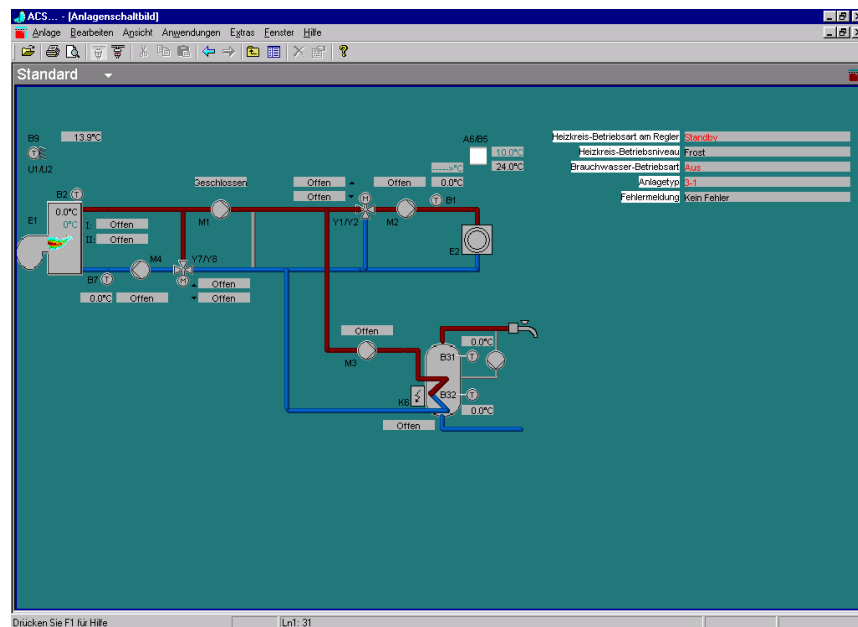 ACS... - [Anlagenschaltbild]
Anlage Bearbeiten Ansicht Anwendungen Extras Fenster Hilfe
Standard
B9 13.9°C
U1/U2
A6/B5
10.0°C
---->°C 24.0°C
Heizkreis-Betriebsart am Regler Standby
Heizkreis-Betriebsniveau Frost
Brauchwasser-Betriebsart Aus
Anlagetyp 3-1
Fehlermeldung Kein Fehler
Geschlossen Offen Offen 0.0°C
Offen
B2 T
M
T B1
0.0°C
0°C
E1
I: Offen
II: Offen
M1
Y1/Y2
M2
E2
M4
Y7/Y8
B7 T
M
Offen
0.0°C Offen Offen
Offen
M3
0.0°C
B31 T
K6
B32 T
0.0°C
Offen
Drücken Sie F1 für Hilfe Ln1: 31